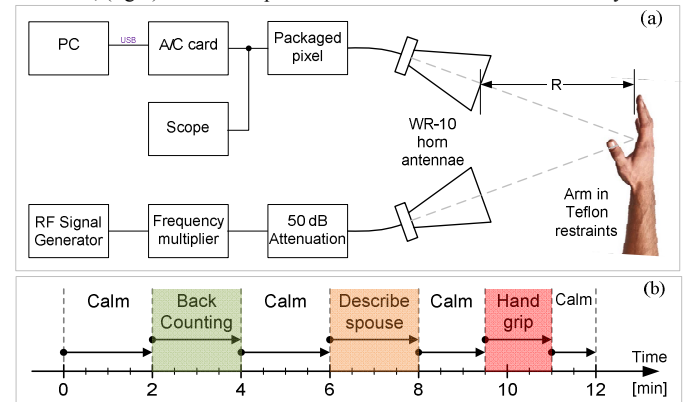 (a)
PC
USB
A/C card
Packaged
pixel
Scope
R
WR-10
horn
antennae
Arm in
Teflon
restraints
RF Signal
Generator
Frequency
multiplier
50 dB
Attenuation
(b)
Calm
Back
Counting
Calm
Describe
spouse
Calm
Hand
grip
Calm
Time
0 2 4 6 8 10 12 [min]